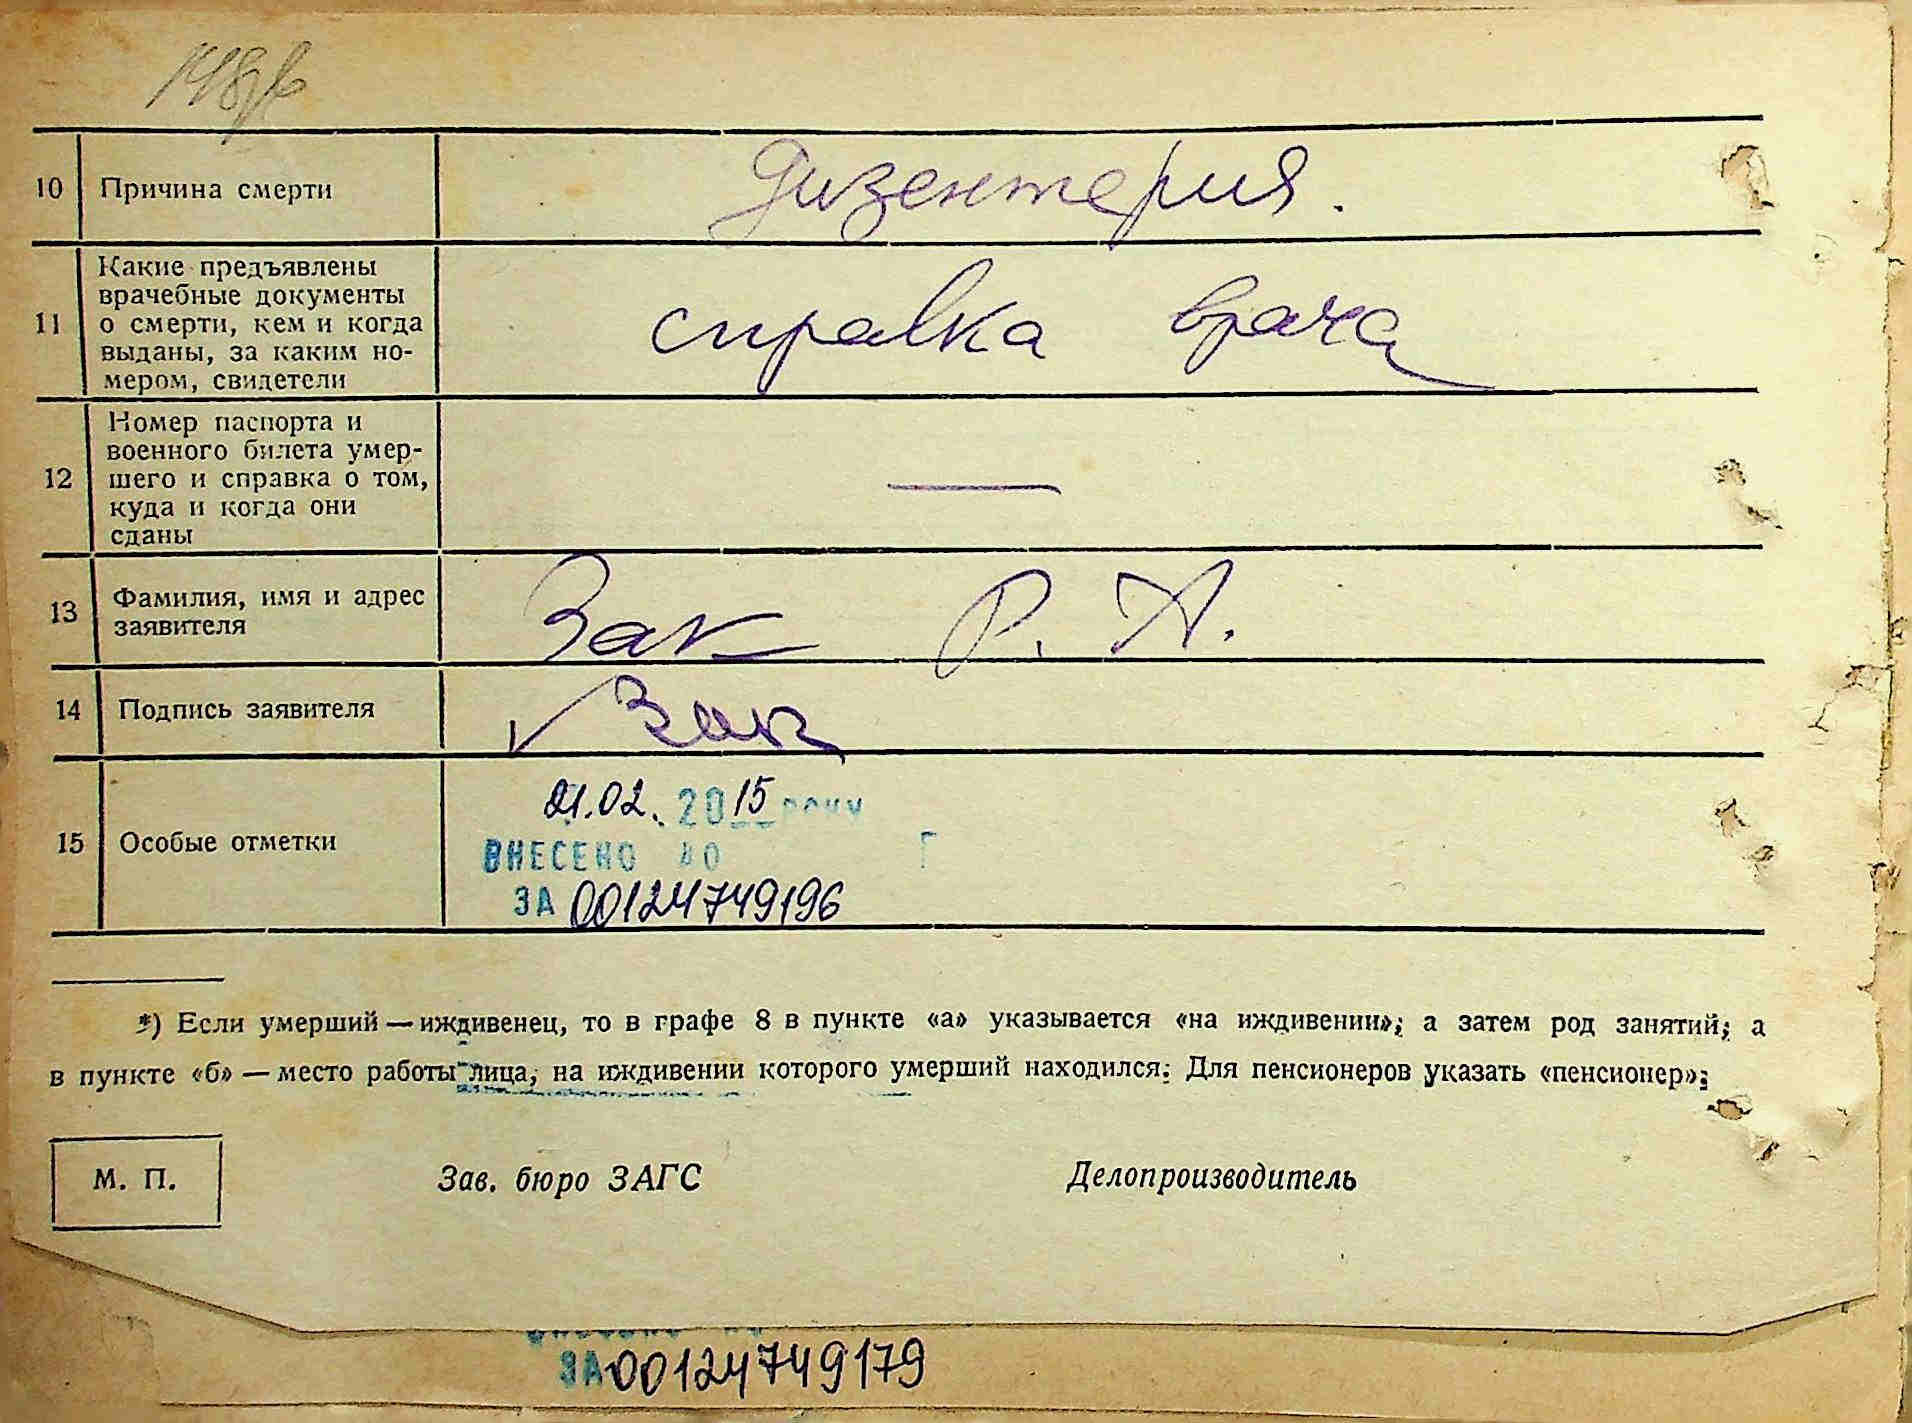 10 Причина смерти Дизентерия.
11 Какие предъявлены
врачебные документы
о смерти, кем и когда
выданы, за каким но-
мером, свидетели
справка врача
12 Номер паспорта и
военного билета умер-
шего и справка о том,
куда и когда они
сданы
—
13 Фамилия, имя и адрес
заявителя
Зак Р. А.
14 Подпись заявителя Зак
15 Особые отметки
21.02. 2015 року
ВНЕСЕНО ДО Г
ЗА 00124749196
*) Если умерший — иждивенец, то в графе 8 в пункте «а» указывается «на иждивении»; а затем род занятий; а
в пункте «б» — место работы лица, на иждивении которого умерший находился. Для пенсионеров указать «пенсионер»;
М. П. Зав. бюро ЗАГС Делопроизводитель
ЗА 00124749179